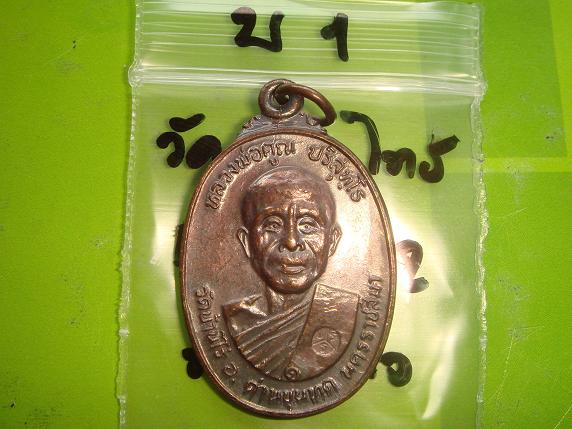 บ 1
วัด ไทร
หลวงพ่อคูณ ปริสุทฺโธ
วัดบ้านไร่ อ.ด่านขุนทด นครราชสีมา
๑